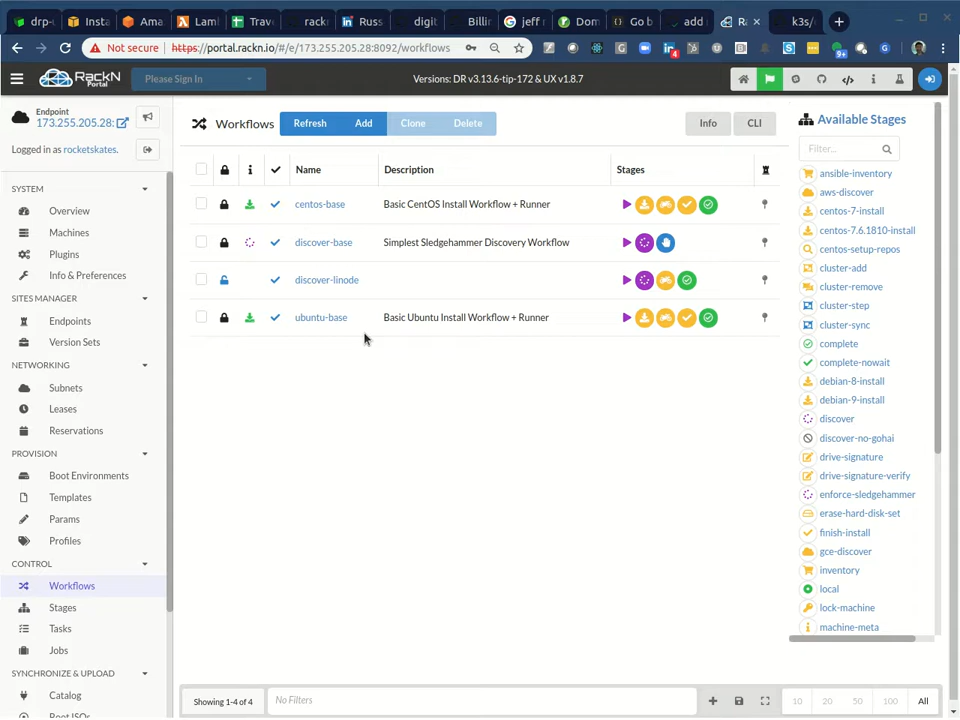 drp-
Insta
Ama
Laml
Trave
rackr
Russ
digit
Billir
jeff r
Dom
Go b
add
Ra
k3s/
Not secure
https://portal.rackn.io/#/e/173.255.205.28:8092/workflows
RackN
Portal
Please Sign In
Versions: DR v3.13.6-tip-172 & UX v1.8.7
Endpoint
173.255.205.28:
Logged in as rocketskates.
SYSTEM
Overview
Machines
Plugins
Info & Preferences
SITES MANAGER
Endpoints
Version Sets
NETWORKING
Subnets
Leases
Reservations
PROVISION
Boot Environments
Templates
Params
Profiles
CONTROL
Workflows
Stages
Tasks
Jobs
SYNCHRONIZE & UPLOAD
Catalog
Boot ISOs
Workflows
Refresh
Add
Clone
Delete
Info
CLI
Name
Description
Stages
centos-base
Basic CentOS Install Workflow + Runner
discover-base
Simplest Sledgehammer Discovery Workflow
discover-linode
ubuntu-base
Basic Ubuntu Install Workflow + Runner
Available Stages
Filter...
ansible-inventory
aws-discover
centos-7-install
centos-7.6.1810-install
centos-setup-repos
cluster-add
cluster-remove
cluster-step
cluster-sync
complete
complete-nowait
debian-8-install
debian-9-install
discover
discover-no-gohai
drive-signature
drive-signature-verify
enforce-sledgehammer
erase-hard-disk-set
finish-install
gce-discover
inventory
local
lock-machine
machine-meta
Showing 1-4 of 4
No Filters
10
20
50
100
All